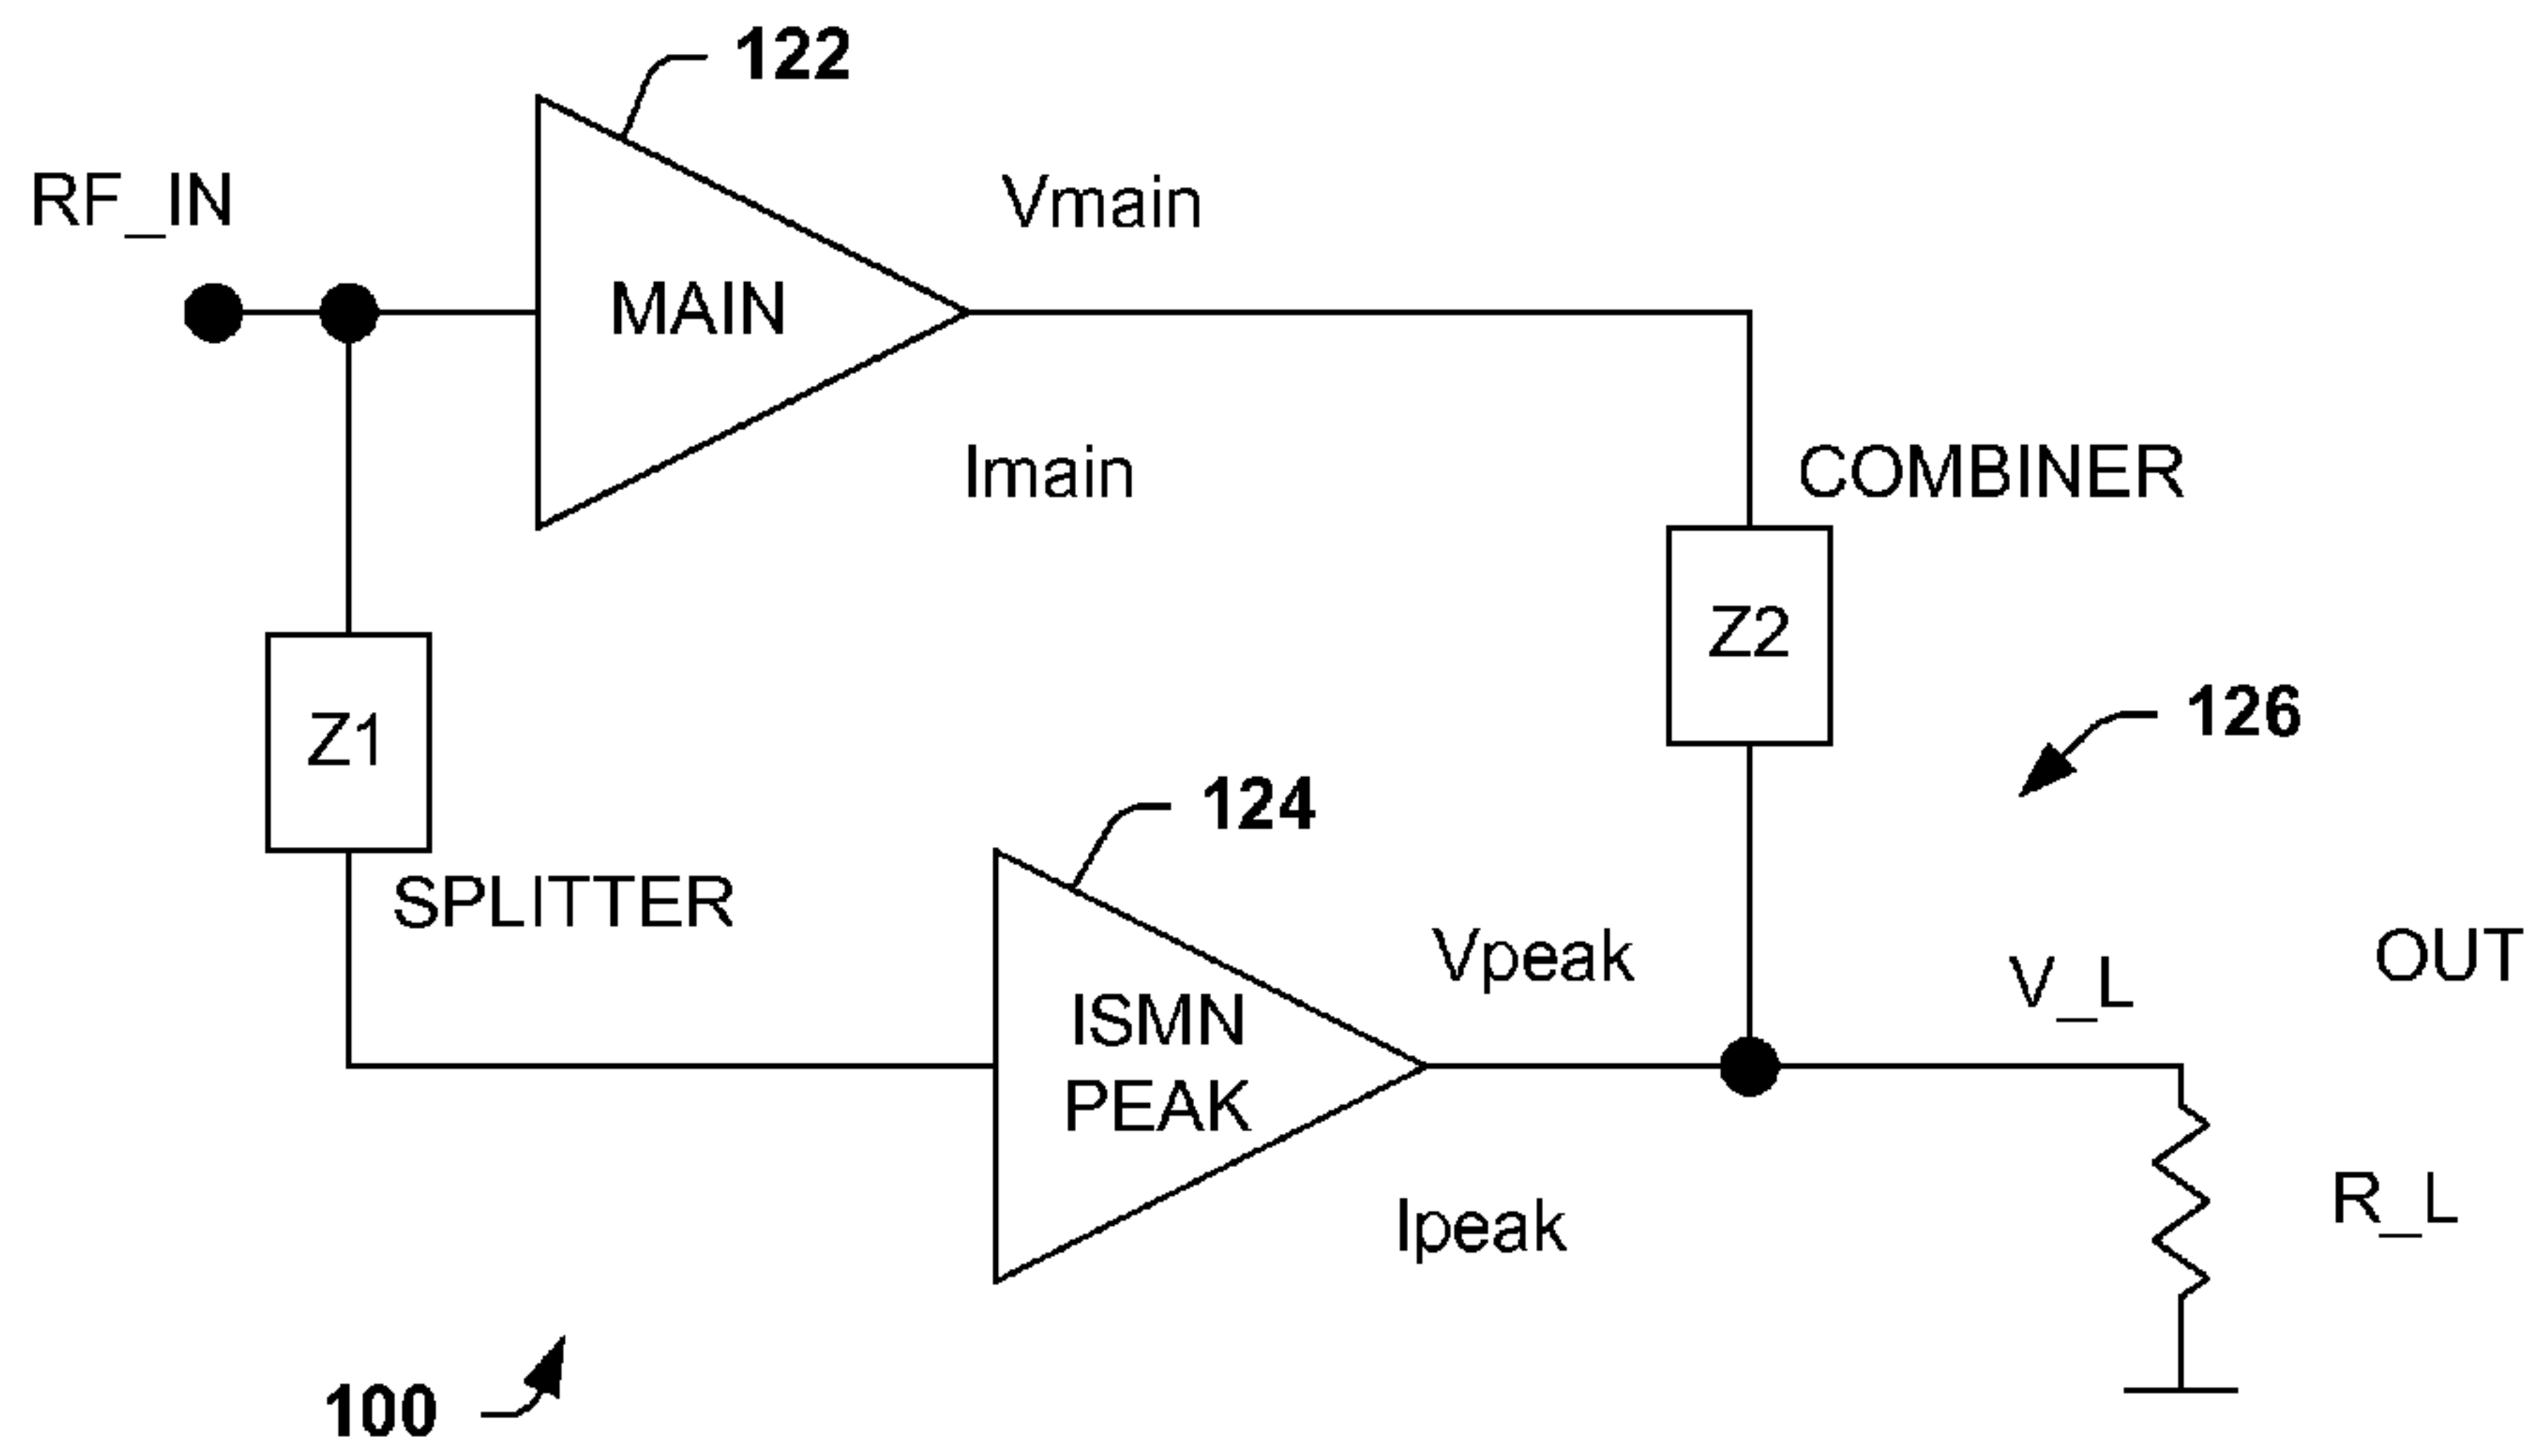 122
RF_IN
Vmain
MAIN
Imain
COMBINER
Z2
126
Z1
124
SPLITTER
Vpeak
V_L
OUT
ISMN
PEAK
Ipeak
R_L
100